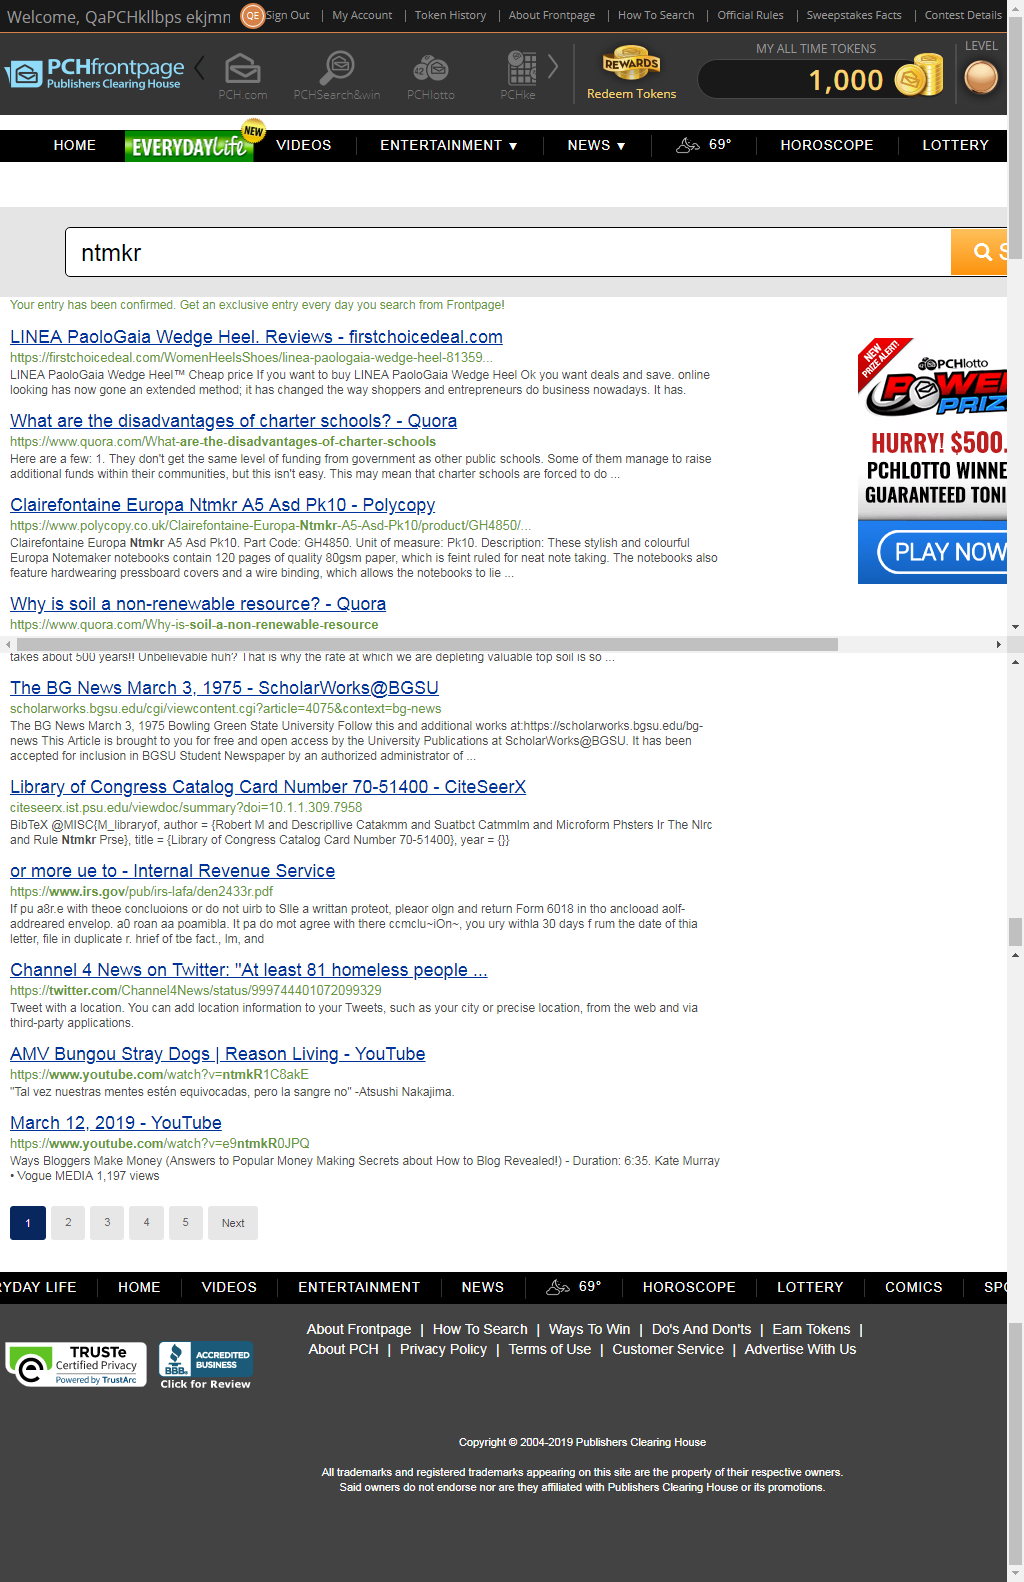 Welcome, QaPCHkllbps ekjmn
QE
Sign Out | My Account | Token History | About Frontpage | How To Search | Official Rules | Sweepstakes Facts | Contest Details
PCHfrontpage
Publishers Clearing House
PCH.com
PCHSearch&win
42
PCHlotto
PCHke
REWARDS
Redeem Tokens
MY ALL TIME TOKENS
1,000
LEVEL
HOME
EVERYDAY Life
NEW
VIDEOS
ENTERTAINMENT ▼
NEWS ▼
69°
HOROSCOPE
LOTTERY
ntmkr
S
Your entry has been confirmed. Get an exclusive entry every day you search from Frontpage!
LINEA PaoloGaia Wedge Heel. Reviews - firstchoicedeal.com
https://firstchoicedeal.com/WomenHeelsShoes/linea-paologaia-wedge-heel-81359...
LINEA PaoloGaia Wedge Heel™ Cheap price If you want to buy LINEA PaoloGaia Wedge Heel Ok you want deals and save. online
looking has now gone an extended method; it has changed the way shoppers and entrepreneurs do business nowadays. It has.
What are the disadvantages of charter schools? - Quora
https://www.quora.com/What-are-the-disadvantages-of-charter-schools
Here are a few: 1. They don't get the same level of funding from government as other public schools. Some of them manage to raise
additional funds within their communities, but this isn't easy. This may mean that charter schools are forced to do ...
Clairefontaine Europa Ntmkr A5 Asd Pk10 - Polycopy
https://www.polycopy.co.uk/Clairefontaine-Europa-Ntmkr-A5-Asd-Pk10/product/GH4850/...
Clairefontaine Europa Ntmkr A5 Asd Pk10. Part Code: GH4850. Unit of measure: Pk10. Description: These stylish and colourful
Europa Notemaker notebooks contain 120 pages of quality 80gsm paper, which is feint ruled for neat note taking. The notebooks also
feature hardwearing pressboard covers and a wire binding, which allows the notebooks to lie ...
Why is soil a non-renewable resource? - Quora
https://www.quora.com/Why-is-soil-a-non-renewable-resource
NEW PRIZE ALERT!
PCHlotto
POWER
PRIZ
HURRY! $500.
PCHLOTTO WINNE
GUARANTEED TONI
PLAY NOW
takes about 500 years!! Unbelievable huh? That is why the rate at which we are depleting valuable top soil is so ...
The BG News March 3, 1975 - ScholarWorks@BGSU
scholarworks.bgsu.edu/cgi/viewcontent.cgi?article=4075&context=bg-news
The BG News March 3, 1975 Bowling Green State University Follow this and additional works at:https://scholarworks.bgsu.edu/bg-
news This Article is brought to you for free and open access by the University Publications at ScholarWorks@BGSU. It has been
accepted for inclusion in BGSU Student Newspaper by an authorized administrator of ...
Library of Congress Catalog Card Number 70-51400 - CiteSeerX
citeseerx.ist.psu.edu/viewdoc/summary?doi=10.1.1.309.7958
BibTeX @MISC{M_libraryof, author = {Robert M and Descripllive Catakmm and Suatbct Catmmlm and Microform Phsters Ir The Nlrc
and Rule Ntmkr Prse}, title = {Library of Congress Catalog Card Number 70-51400}, year = {}}
or more ue to - Internal Revenue Service
https://www.irs.gov/pub/irs-lafa/den2433r.pdf
If pu a8r.e with theoe concluoions or do not uirb to Slle a writtan proteot, pleaor olgn and return Form 6018 in tho anclooad aolf-
addreared envelop. a0 roan aa poamibla. It pa do mot agree with there ccmclu~iOn~, you ury withla 30 days f rum the date of thia
letter, file in duplicate r. hrief of tbe fact., lm, and
Channel 4 News on Twitter: "At least 81 homeless people ...
https://twitter.com/Channel4News/status/999744401072099329
Tweet with a location. You can add location information to your Tweets, such as your city or precise location, from the web and via
third-party applications.
AMV Bungou Stray Dogs | Reason Living - YouTube
https://www.youtube.com/watch?v=ntmkR1C8akE
"Tal vez nuestras mentes estén equivocadas, pero la sangre no" -Atsushi Nakajima.
March 12, 2019 - YouTube
https://www.youtube.com/watch?v=e9ntmkR0JPQ
Ways Bloggers Make Money (Answers to Popular Money Making Secrets about How to Blog Revealed!) - Duration: 6:35. Kate Murray
• Vogue MEDIA 1,197 views
1 2 3 4 5 Next
RYDAY LIFE | HOME | VIDEOS | ENTERTAINMENT | NEWS | 69° | HOROSCOPE | LOTTERY | COMICS | SPO
About Frontpage | How To Search | Ways To Win | Do's And Don'ts | Earn Tokens |
About PCH | Privacy Policy | Terms of Use | Customer Service | Advertise With Us
TRUSTe
Certified Privacy
Powered by TrustArc
BBB
ACCREDITED
BUSINESS
Click for Review
Copyright © 2004-2019 Publishers Clearing House
All trademarks and registered trademarks appearing on this site are the property of their respective owners.
Said owners do not endorse nor are they affiliated with Publishers Clearing House or its promotions.